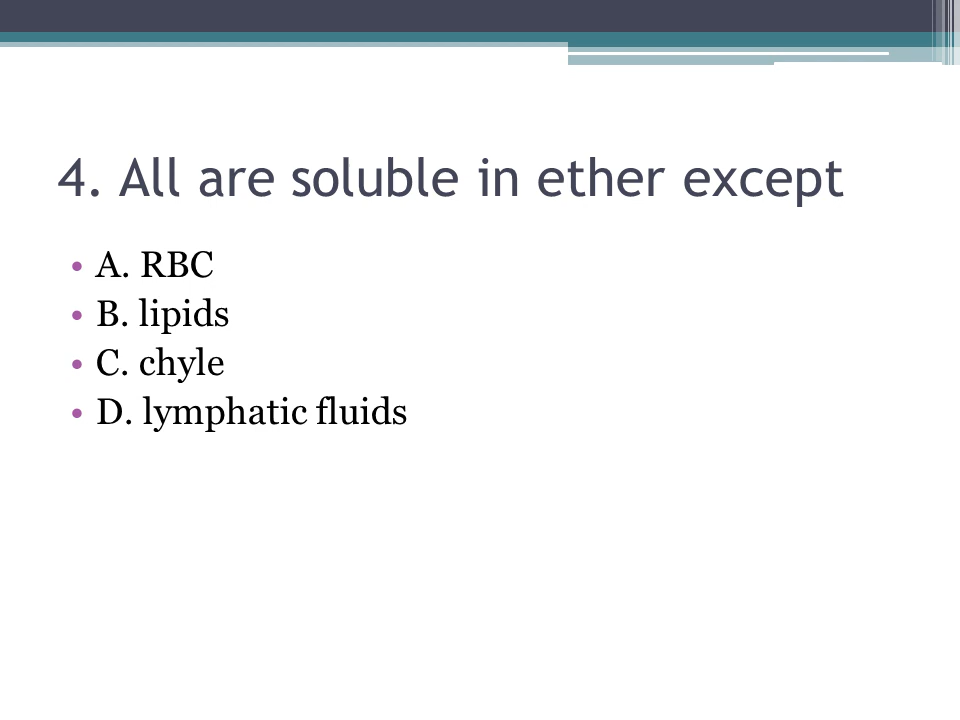 4. All are soluble in ether except
• A. RBC
• B. lipids
• C. chyle
• D. lymphatic fluids